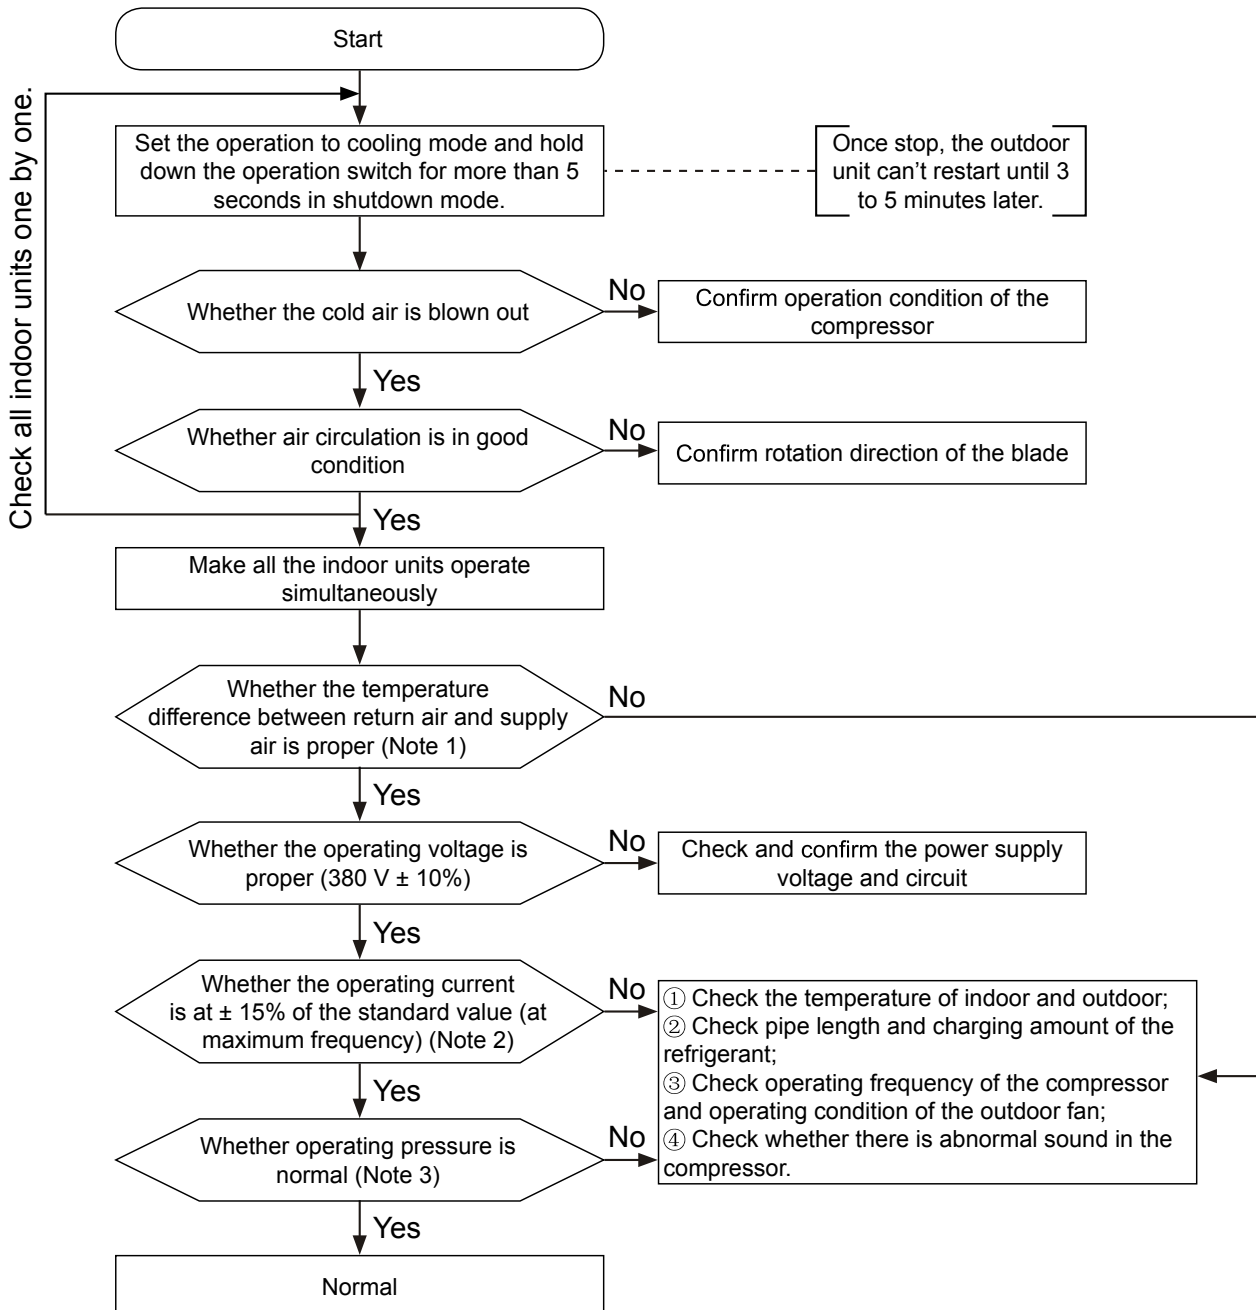 Start
Check all indoor units one by one.
Set the operation to cooling mode and hold
down the operation switch for more than 5
seconds in shutdown mode.
Once stop, the outdoor
unit can’t restart until 3
to 5 minutes later.
Whether the cold air is blown out
No
Confirm operation condition of the
compressor
Yes
Whether air circulation is in good
condition
No
Confirm rotation direction of the blade
Yes
Make all the indoor units operate
simultaneously
Whether the temperature
difference between return air and supply
air is proper (Note 1)
No
Yes
Whether the operating voltage is
proper (380 V ± 10%)
No
Check and confirm the power supply
voltage and circuit
Yes
Whether the operating current
is at ± 15% of the standard value (at
maximum frequency) (Note 2)
No
① Check the temperature of indoor and outdoor;
② Check pipe length and charging amount of the
refrigerant;
③ Check operating frequency of the compressor
and operating condition of the outdoor fan;
④ Check whether there is abnormal sound in the
compressor.
Yes
Whether operating pressure is
normal (Note 3)
No
Yes
Normal